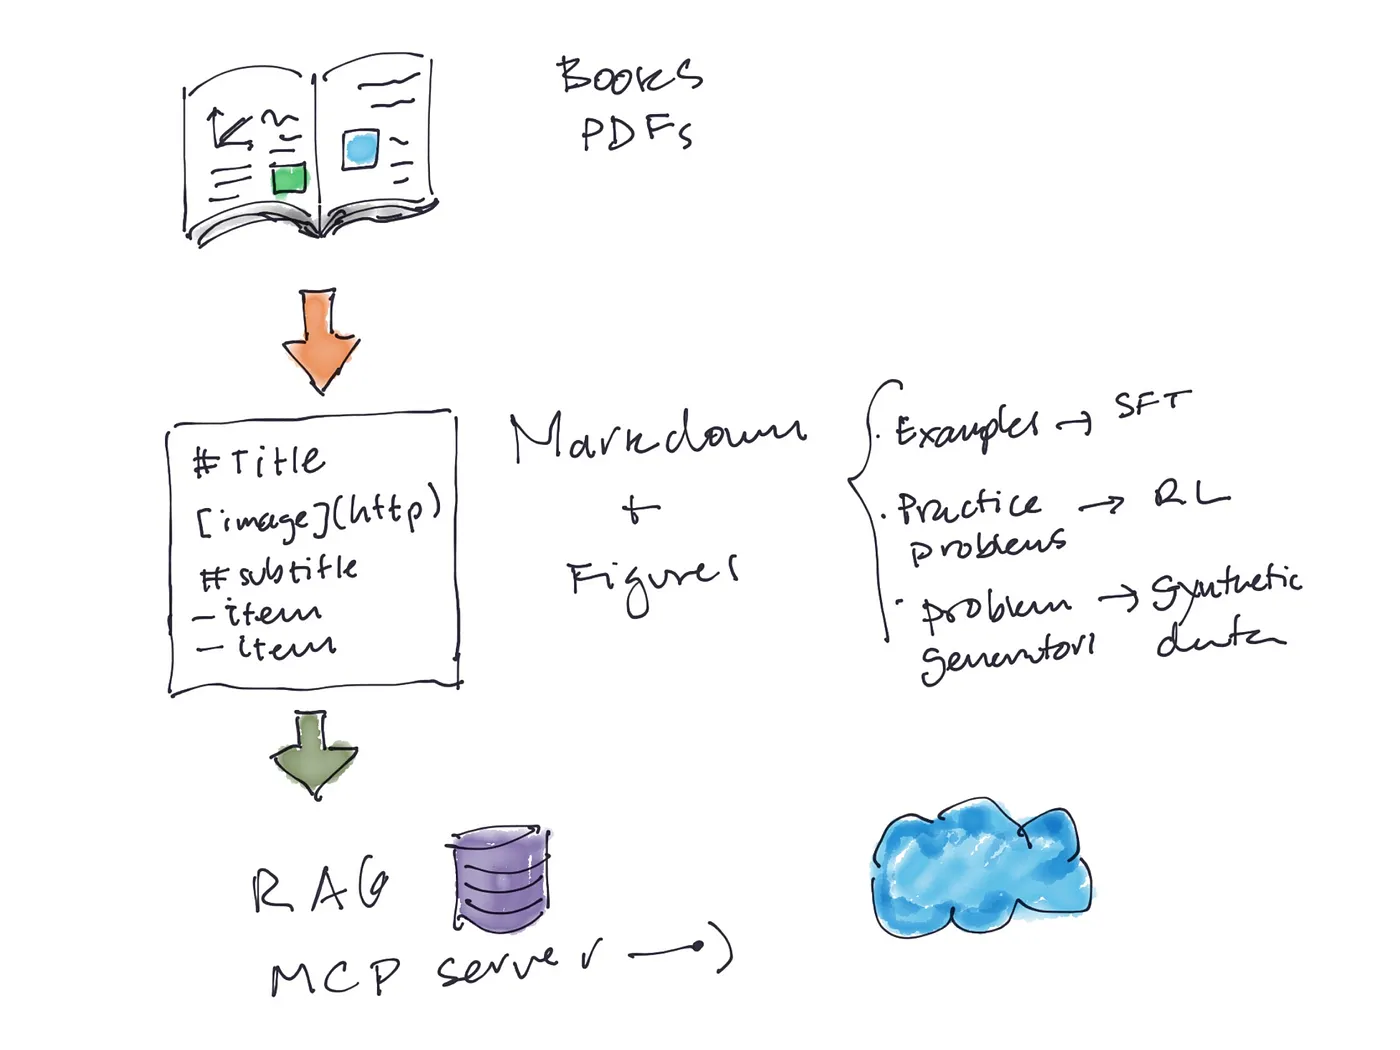 Books
PDFs
# Title
[image](http)
# subtitle
- item
- item
Markdown
+
Figures
· Examples → SFT
· Practice → RL
problems
· problem → synthetic
generators data
RAG
MCP server